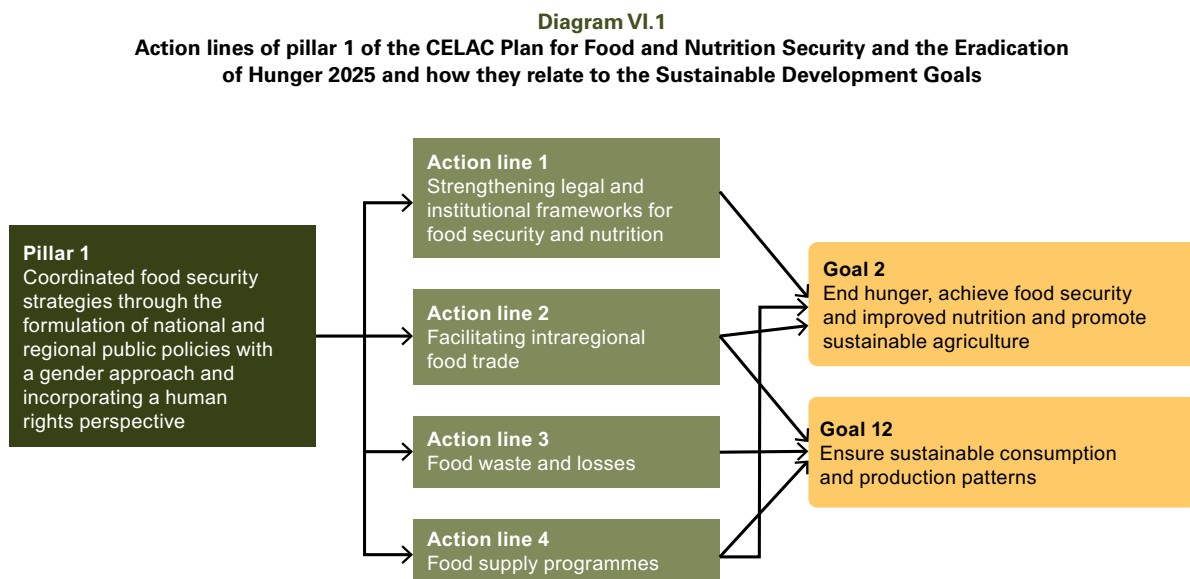 Diagram VI.1
Action lines of pillar 1 of the CELAC Plan for Food and Nutrition Security and the Eradication
of Hunger 2025 and how they relate to the Sustainable Development Goals
Pillar 1
Coordinated food security
strategies through the
formulation of national and
regional public policies with
a gender approach and
incorporating a human
rights perspective
Action line 1
Strengthening legal and
institutional frameworks for
food security and nutrition
Action line 2
Facilitating intraregional
food trade
Action line 3
Food waste and losses
Action line 4
Food supply programmes
Goal 2
End hunger, achieve food security
and improved nutrition and promote
sustainable agriculture
Goal 12
Ensure sustainable consumption
and production patterns